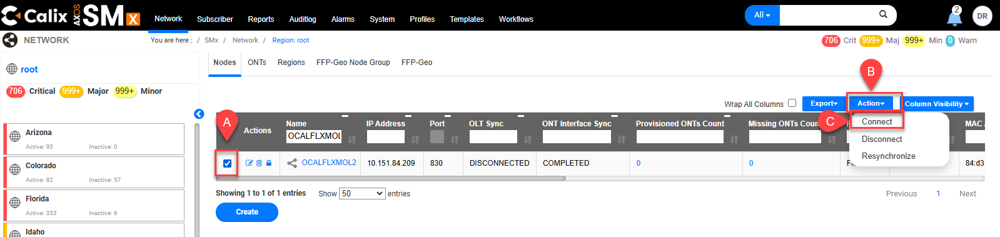 Calix AXOS SMx
Network Subscriber Reports Auditlog Alarms System Profiles Templates Workflows
All
2
DR
NETWORK
You are here : / SMx / Network / Region: root
706 Crit 999+ Maj 999+ Min 0 Warn
root
706 Critical 999+ Major 999+ Minor
Arizona
Active: 93 Inactive: 0
Colorado
Active: 82 Inactive: 57
Florida
Active: 353 Inactive: 6
Idaho
Nodes ONTs Regions FFP-Geo Node Group FFP-Geo
B
Wrap All Columns Export Action Column Visibility
A
C
Connect
Disconnect
Resynchronize
Actions Name IP Address Port OLT Sync ONT Interface Sync Provisioned ONTs Count Missing ONTs Coun MAC
OCALFLXMOL
OCALFLXMOL2 10.151.84.209 830 DISCONNECTED COMPLETED 0 0 84:d3
Showing 1 to 1 of 1 entries Show 50 entries
Previous 1 Next
Create